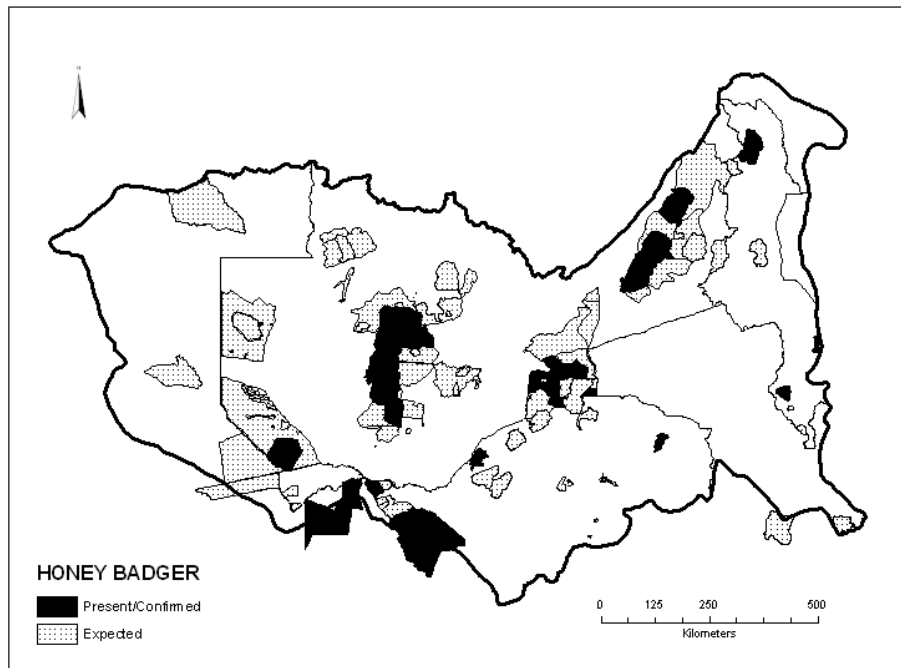 N
HONEY BADGER
Present/Confirmed
Expected
0 125 250 500
Kilometers